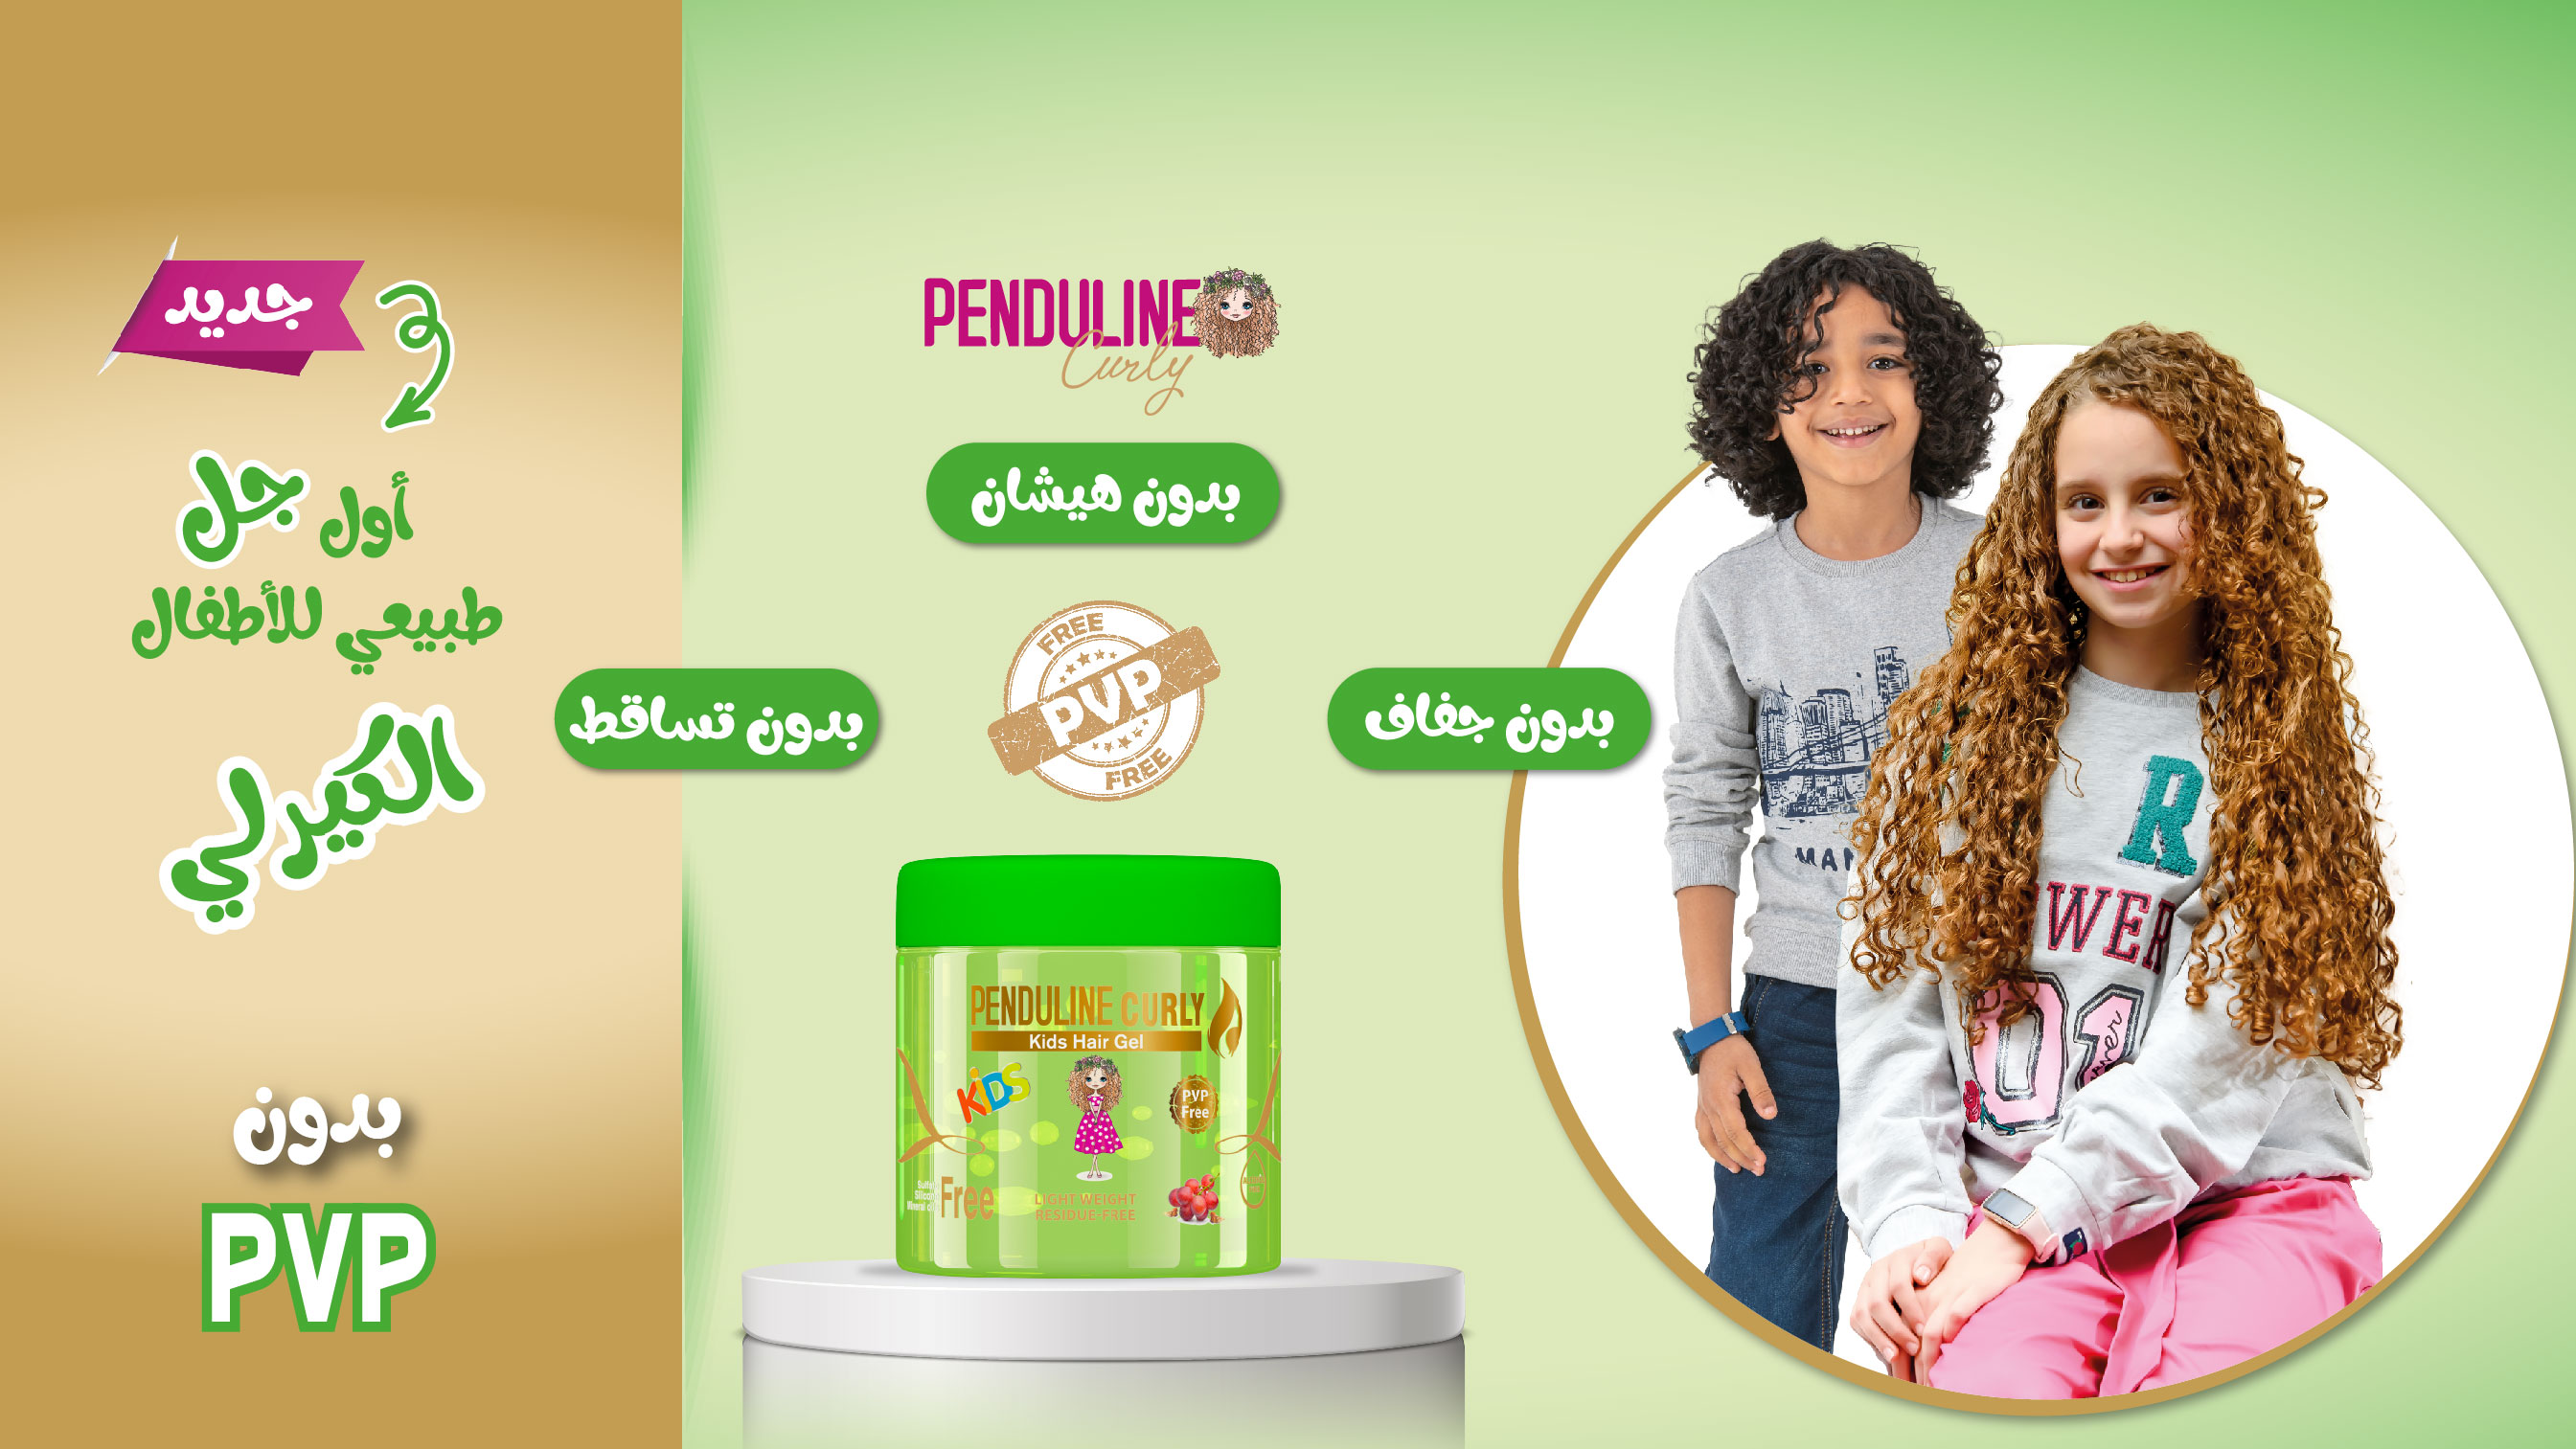 جديد
أول جل
طبيعي للأطفال
الكيرلي
بدون
PVP
PENDULINE
Curly
بدون هيشان
بدون تساقط
بدون جفاف
FREE
PVP
FREE
PENDULINE CURLY
Kids Hair Gel
KIDS
PVP
Free
Free
LIGHT WEIGHT
RESIDUE-FREE
MAN
R
WER
01